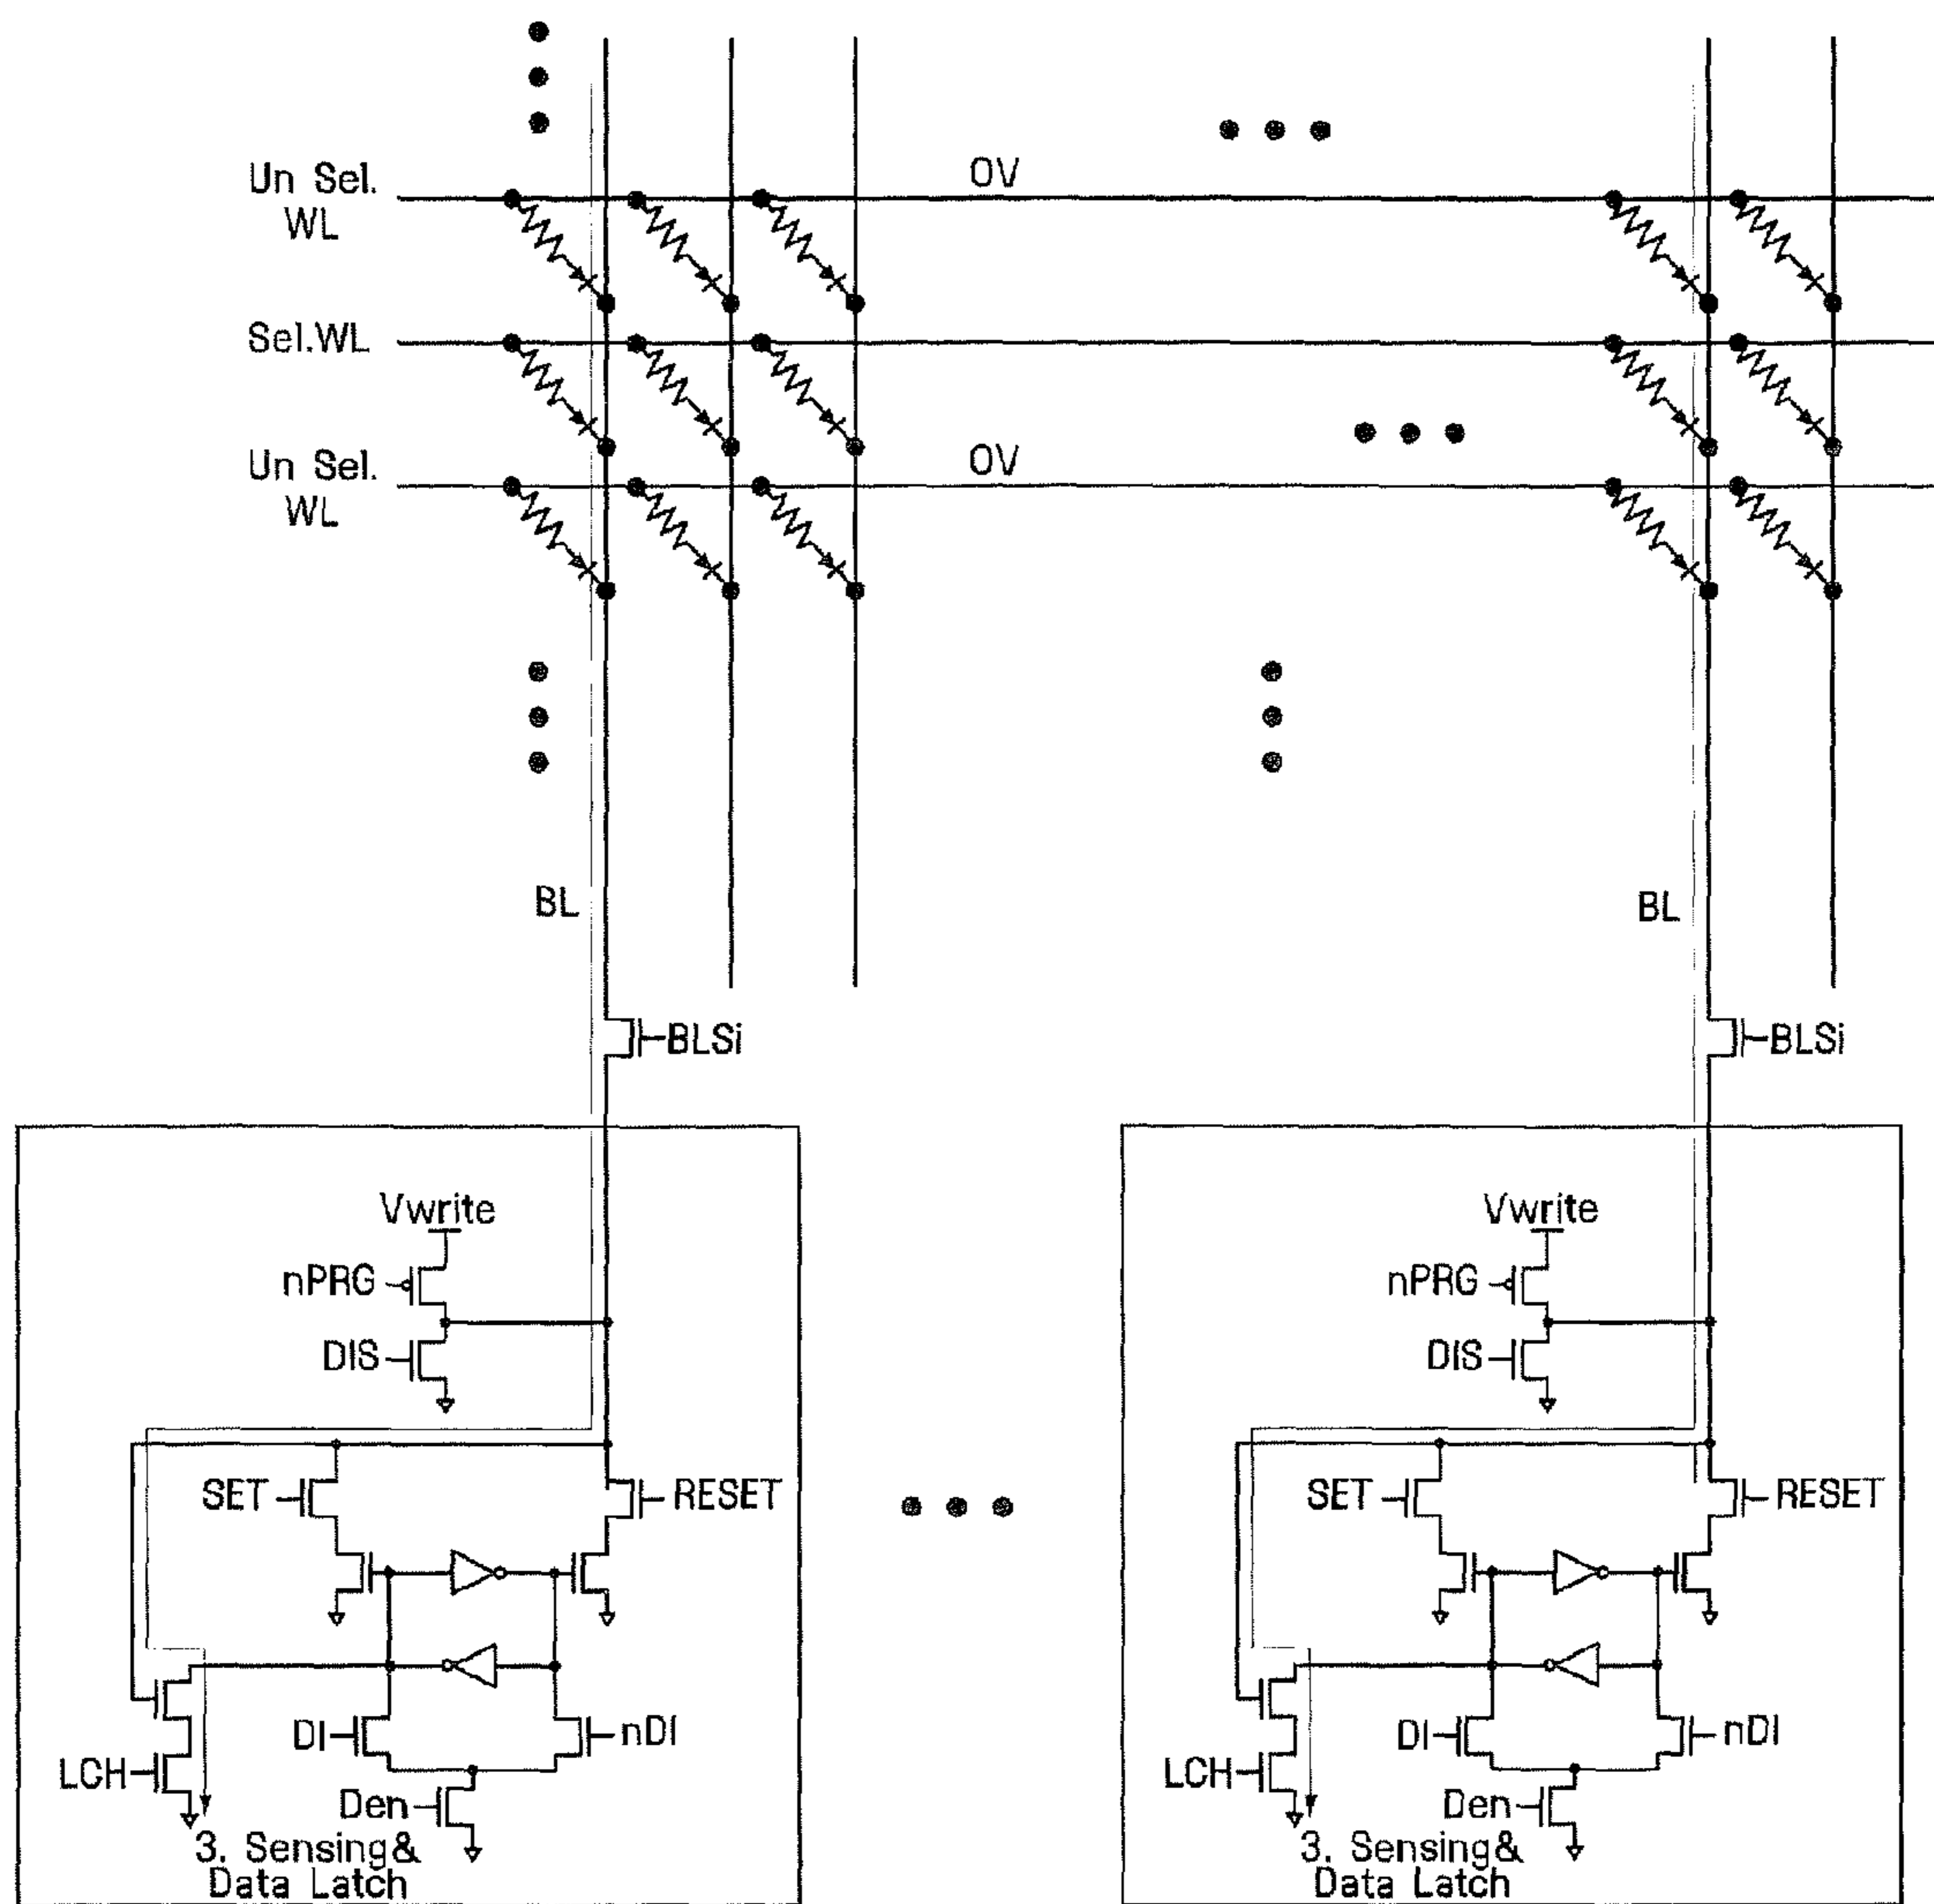 Un Sel.
WL
OV
Sel.WL
Un Sel.
WL
OV
BL
BL
BLSi
BLSi
Vwrite
nPRG
DIS
SET
RESET
DI
nDI
LCH
Den
3. Sensing&
Data Latch
Vwrite
nPRG
DIS
SET
RESET
DI
nDI
LCH
Den
3. Sensing&
Data Latch